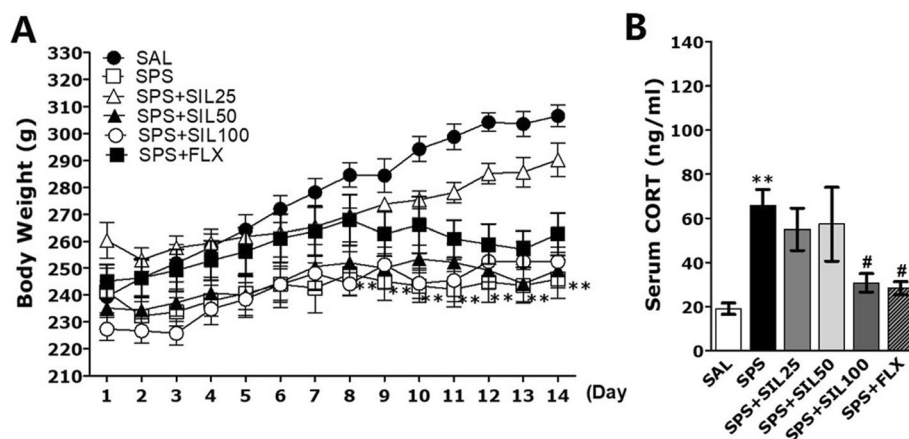 A
330
320
310
300
290
280
270
260
250
240
230
220
210
Body Weight (g)
SAL
SPS
SPS+SIL25
SPS+SIL50
SPS+SIL100
SPS+FLX
** ** ** ** ** ** **
1 2 3 4 5 6 7 8 9 10 11 12 13 14 (Day
B
140
120
100
80
60
40
20
0
Serum CORT (ng/ml)
**
# #
SAL
SPS
SPS+SIL25
SPS+SIL50
SPS+SIL100
SPS+FLX